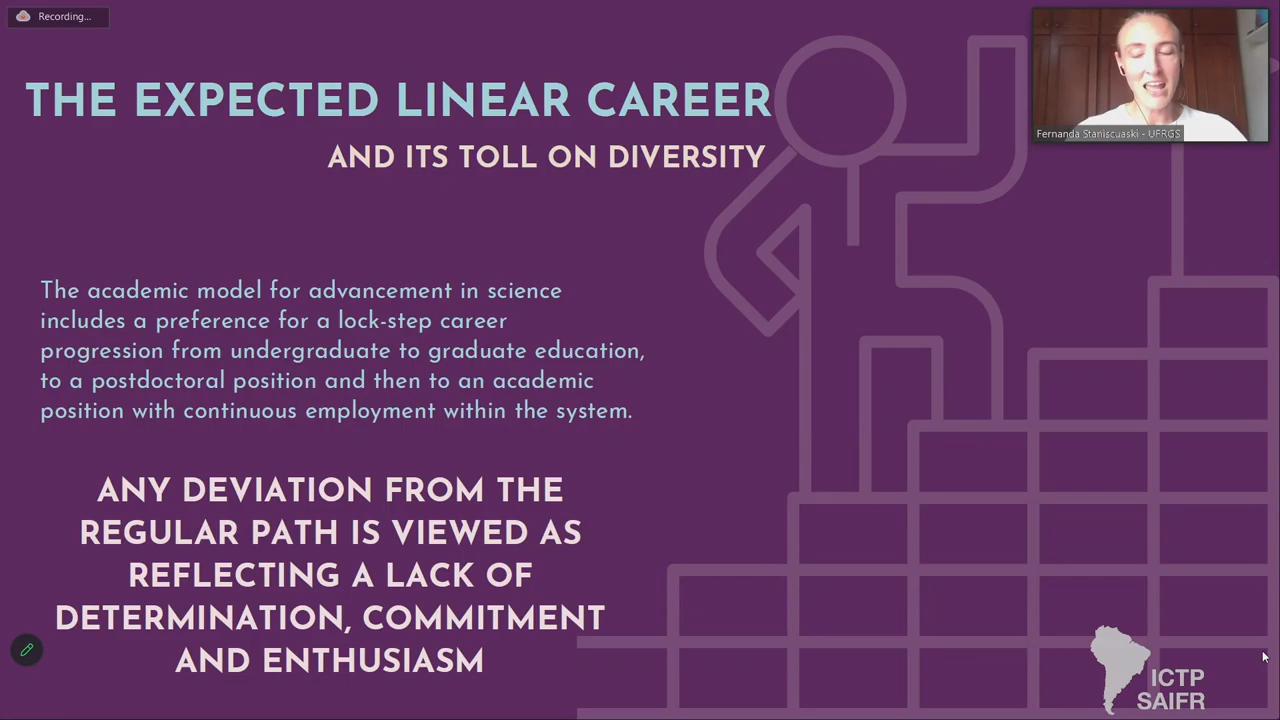 Recording...
THE EXPECTED LINEAR CAREER
AND ITS TOLL ON DIVERSITY
Fernanda Staniscuaski - UFRGS
The academic model for advancement in science
includes a preference for a lock-step career
progression from undergraduate to graduate education,
to a postdoctoral position and then to an academic
position with continuous employment within the system.
ANY DEVIATION FROM THE
REGULAR PATH IS VIEWED AS
REFLECTING A LACK OF
DETERMINATION, COMMITMENT
AND ENTHUSIASM
ICTP
SAIFR